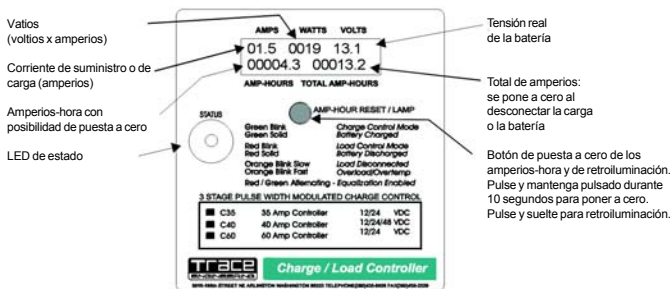 Vatios
(voltios x amperios)
Corriente de suministro o de
carga (amperios)
Amperios-hora con
posibilidad de puesta a cero
LED de estado
AMPS WATTS VOLTS
01.5 0019 13.1
00004.3 00013.2
AMP-HOURS TOTAL AMP-HOURS
STATUS
AMP-HOUR RESET / LAMP
Green Blink Charge Control Mode
Green Solid Battery Charged
Red Blink Load Control Mode
Red Solid Battery Discharged
Orange Blink Slow Load Disconnected
Orange Blink Fast Overload/Overtemp
Red / Green Alternating - Equalization Enabled
3 STAGE PULSE WIDTH MODULATED CHARGE CONTROL
C35 35 Amp Controller 12/24 VDC
C40 40 Amp Controller 12/24/48 VDC
C60 60 Amp Controller 12/24 VDC
Trace
ENGINEERING
Charge / Load Controller
ARLINGTON WASHINGTON
Tensión real
de la batería
Total de amperios:
se pone a cero al
desconectar la carga
o la batería
Botón de puesta a cero de los
amperios-hora y de retroiluminación.
Pulse y mantenga pulsado durante
10 segundos para poner a cero.
Pulse y suelte para retroiluminación.